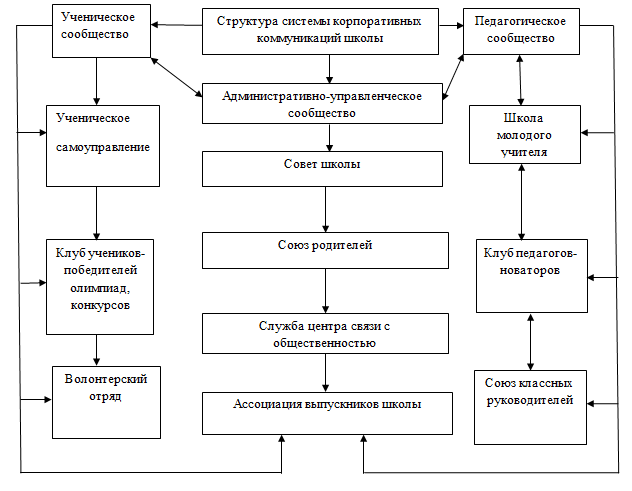 Ученическое
сообщество
Структура системы корпоративных
коммуникаций школы
Педагогическое
сообщество
Административно-управленческое
сообщество
Ученическое
самоуправление
Школа
молодого
учителя
Совет школы
Союз родителей
Клуб учеников-
победителей
олимпиад,
конкурсов
Клуб педагогов-
новаторов
Служба центра связи с
общественностью
Волонтерский
отряд
Ассоциация выпускников школы
Союз классных
руководителей